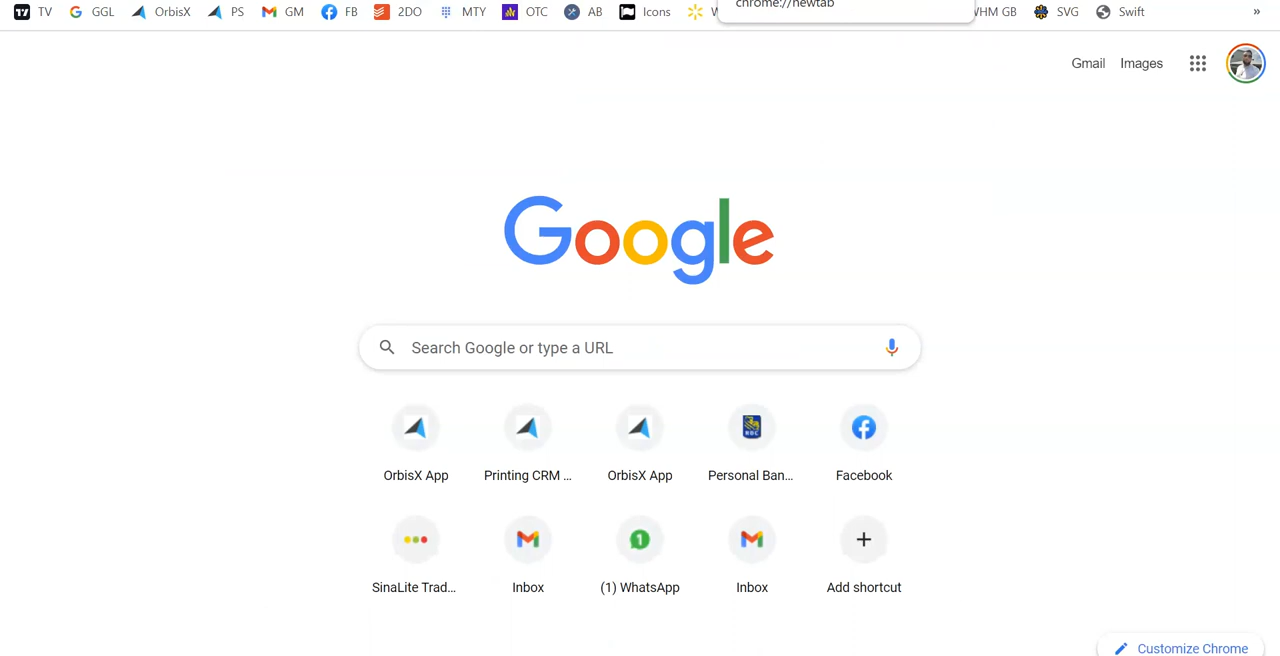 TV GGL OrbisX PS GM FB 2DO MTY OTC AB Icons GB SVG Swift »
chrome://newtab
Gmail Images
Google
Search Google or type a URL
OrbisX App Printing CRM ... OrbisX App Personal Ban... Facebook
SinaLite Trad... Inbox (1) WhatsApp Inbox Add shortcut
Customize Chrome